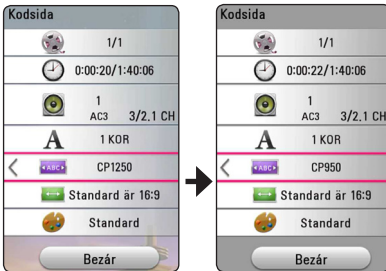 Kodsida
1/1
0:00:20/1:40:06
1
AC3 3/2.1 CH
A 1 KOR
ABC CP1250
Standard är 16:9
Standard
Bezár
Kodsida
1/1
0:00:22/1:40:06
1
AC3 3/2.1 CH
A 1 KOR
ABC CP950
Standard är 16:9
Standard
Bezár